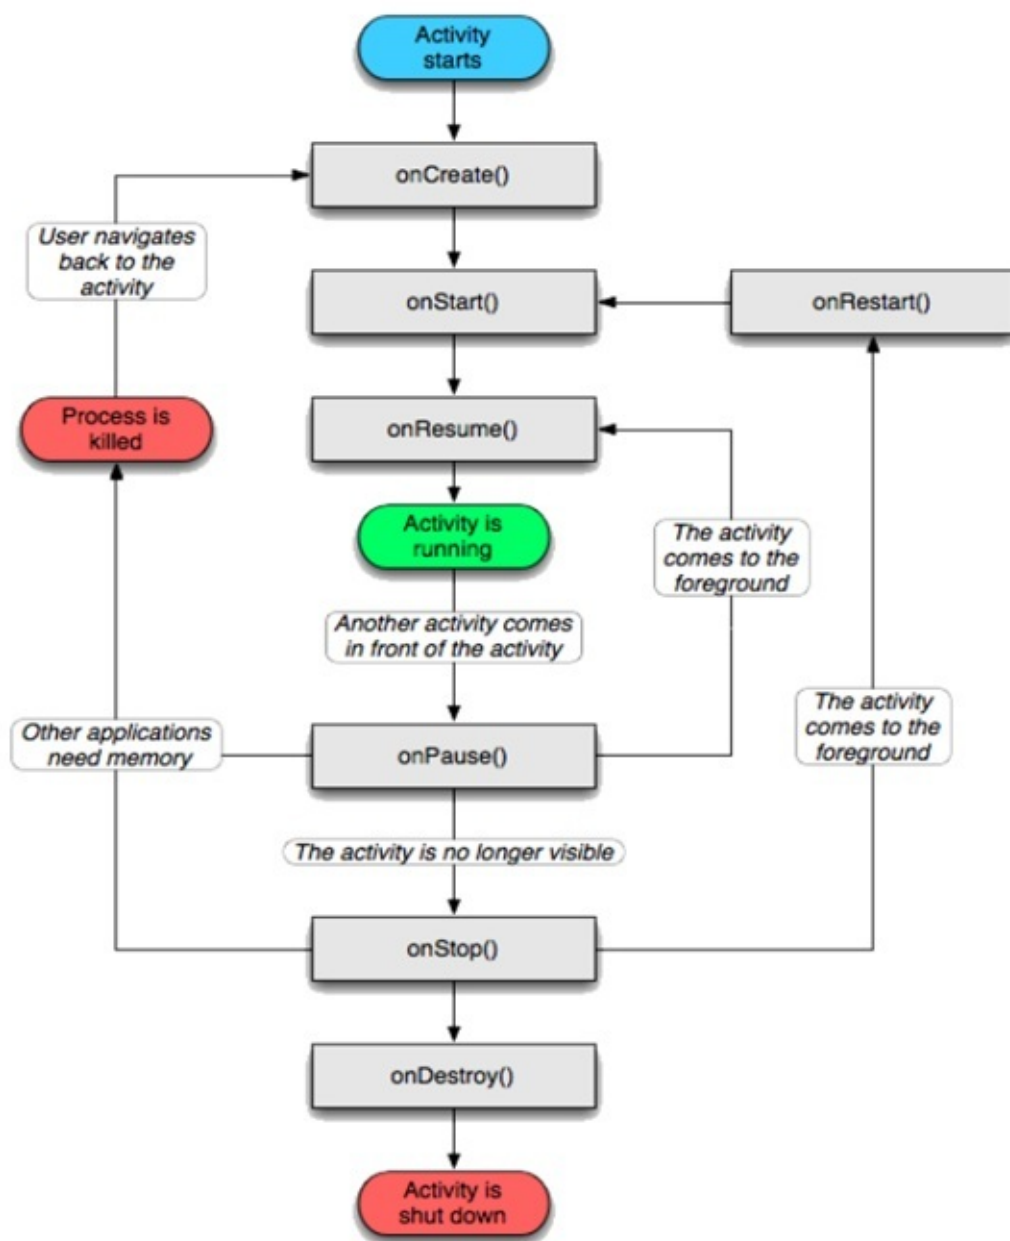 Activity
starts
onCreate()
User navigates
back to the
activity
onStart()
onRestart()
Process is
killed
onResume()
Activity is
running
The activity
comes to the
foreground
Another activity comes
in front of the activity
The activity
comes to the
foreground
Other applications
need memory
onPause()
The activity is no longer visible
onStop()
onDestroy()
Activity is
shut down